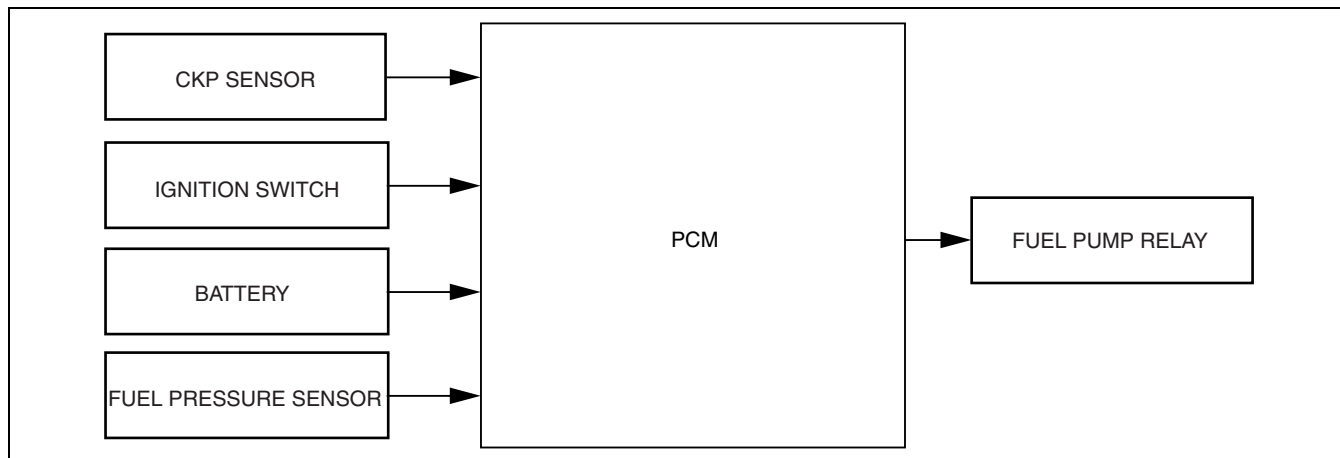 CKP SENSOR
IGNITION SWITCH
BATTERY
FUEL PRESSURE SENSOR
PCM
FUEL PUMP RELAY